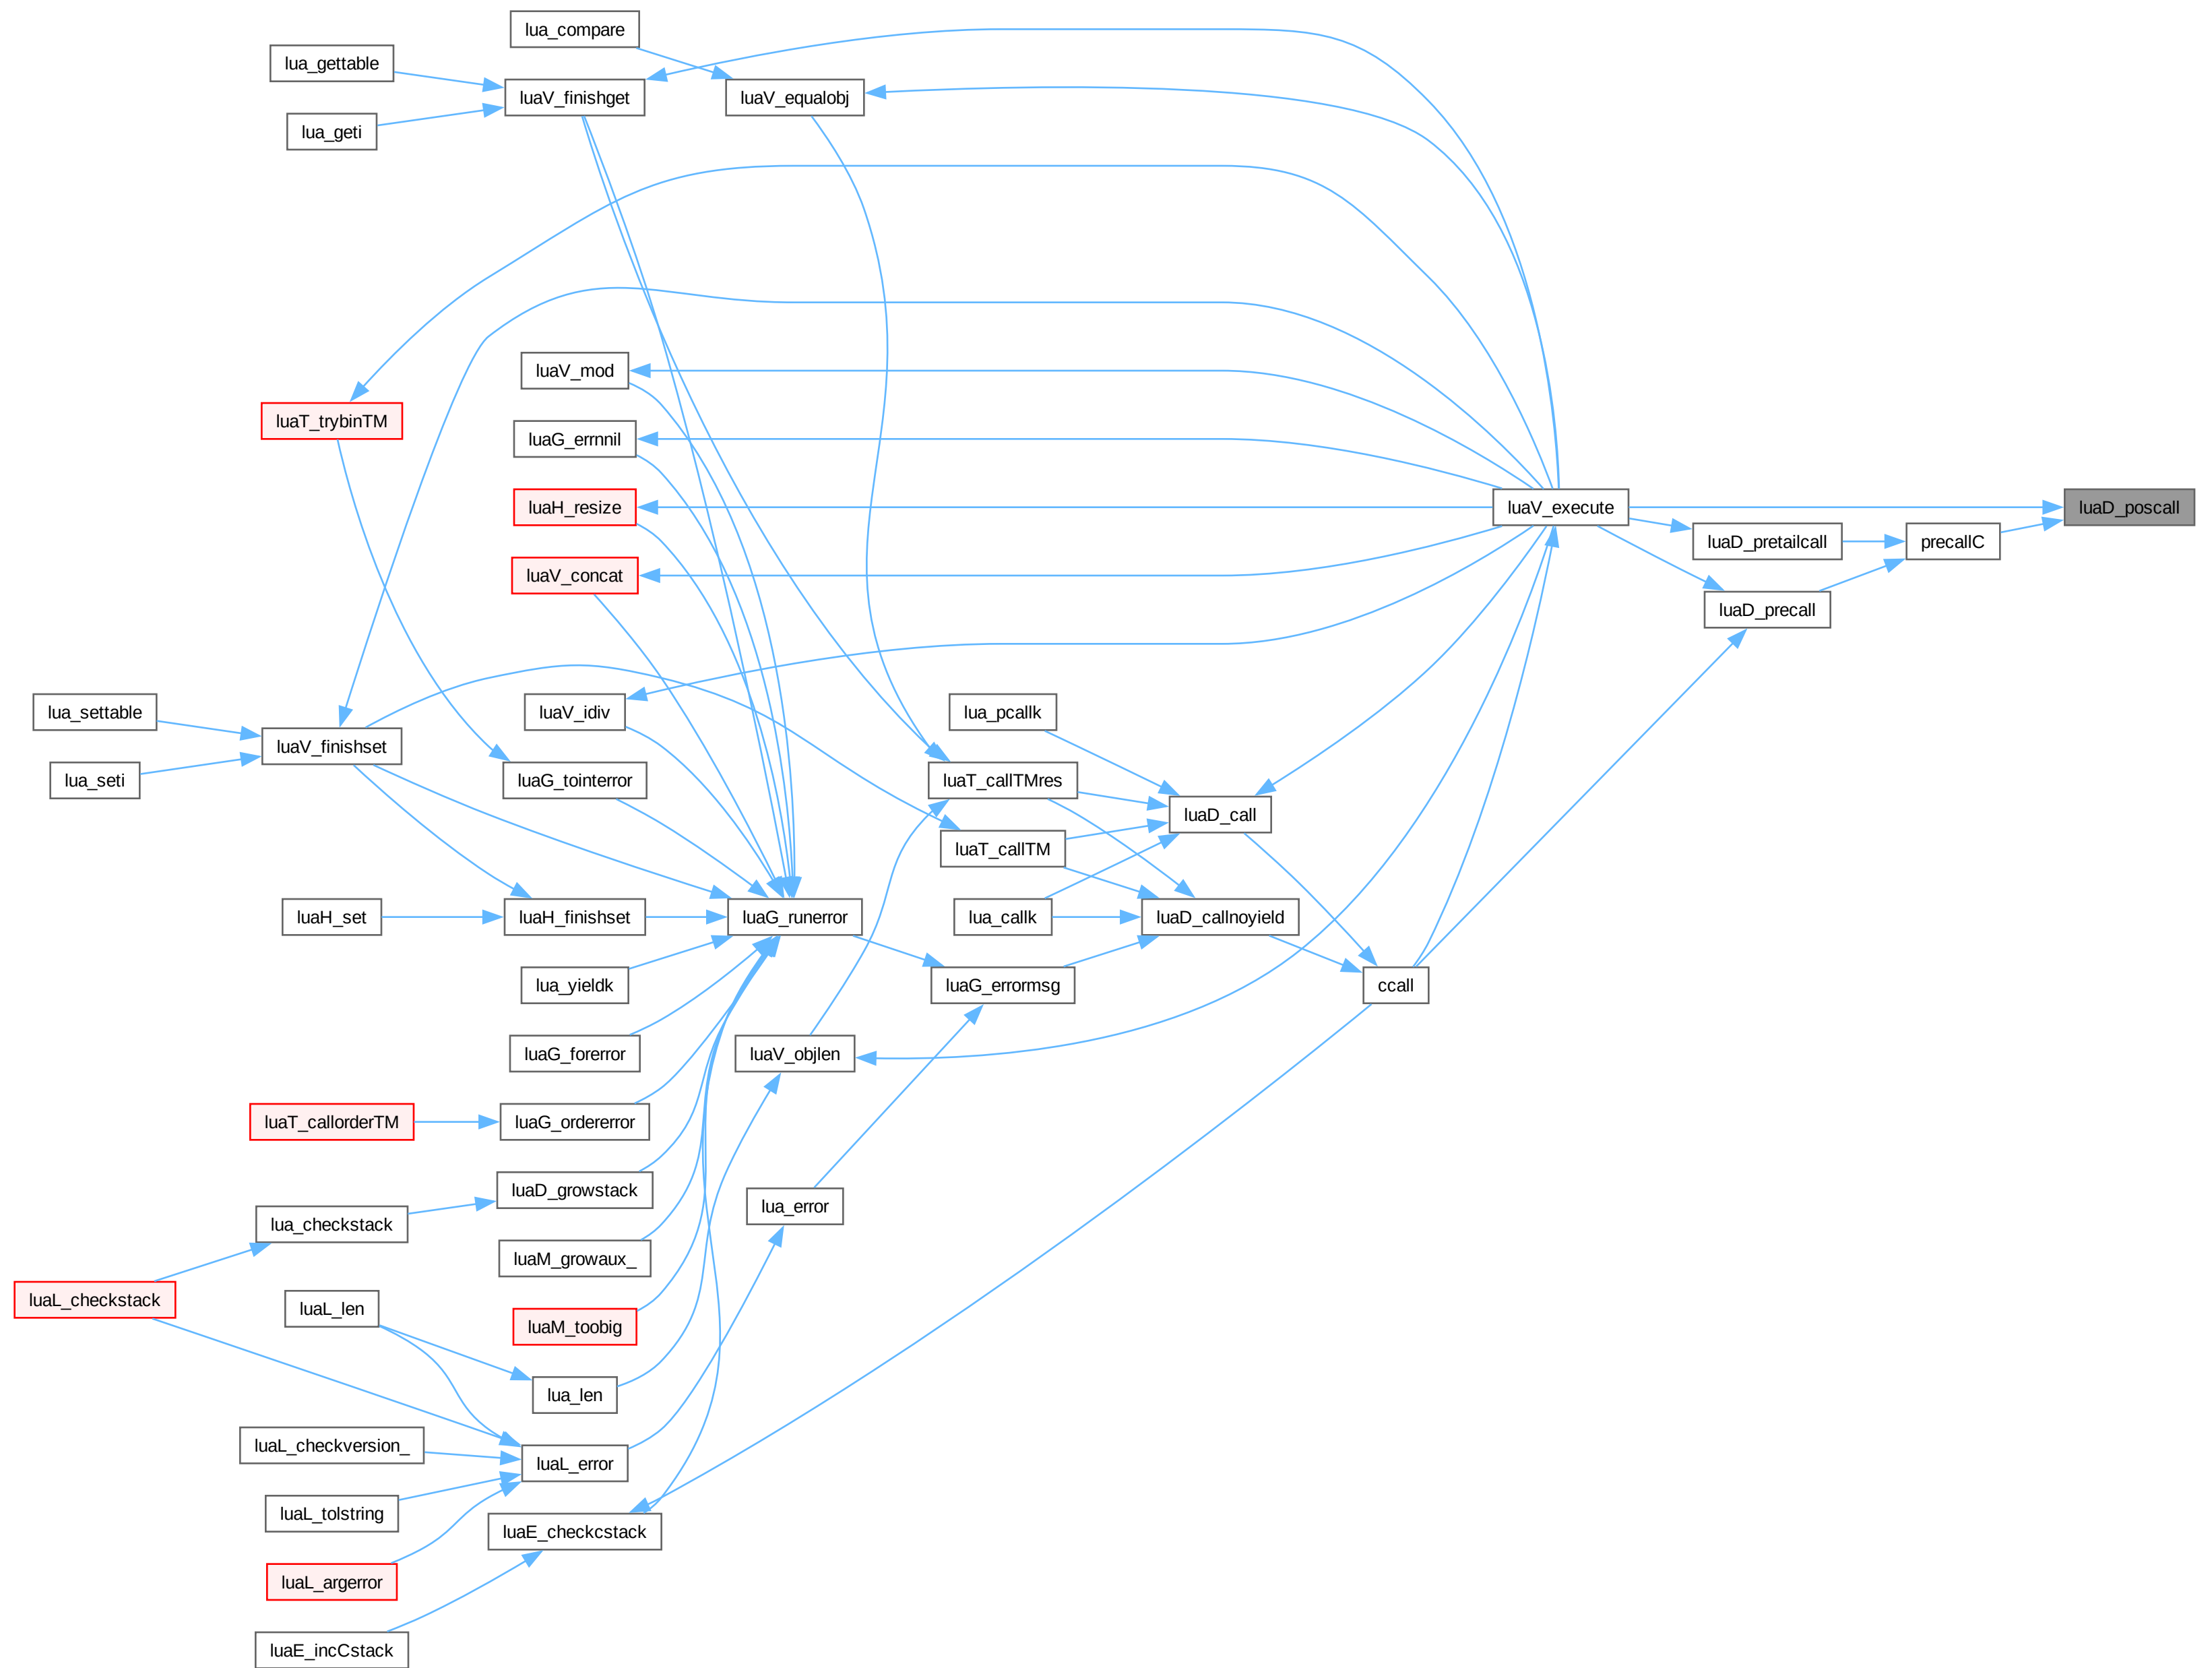 lua_compare
lua_gettable
luaV_finishget
luaV_equalobj
lua_geti
luaV_mod
luaT_trybinTM
luaG_errnnil
luaH_resize
luaV_execute
luaD_poscall
luaD_pretailcall
precallC
luaV_concat
luaD_precall
lua_settable
luaV_idiv
lua_pcallk
luaV_finishset
lua_seti
luaG_tointerror
luaT_callTMres
luaD_call
luaT_callTM
luaH_set
luaH_finishset
luaG_runerror
lua_callk
luaD_callnoyield
lua_yieldk
luaG_errormsg
ccall
luaG_forerror
luaV_objlen
luaT_callorderTM
luaG_ordererror
luaD_growstack
lua_error
lua_checkstack
luaM_growaux_
luaL_checkstack
luaL_len
luaM_toobig
lua_len
luaL_checkversion_
luaL_error
luaL_tolstring
luaE_checkcstack
luaL_argerror
luaE_incCstack